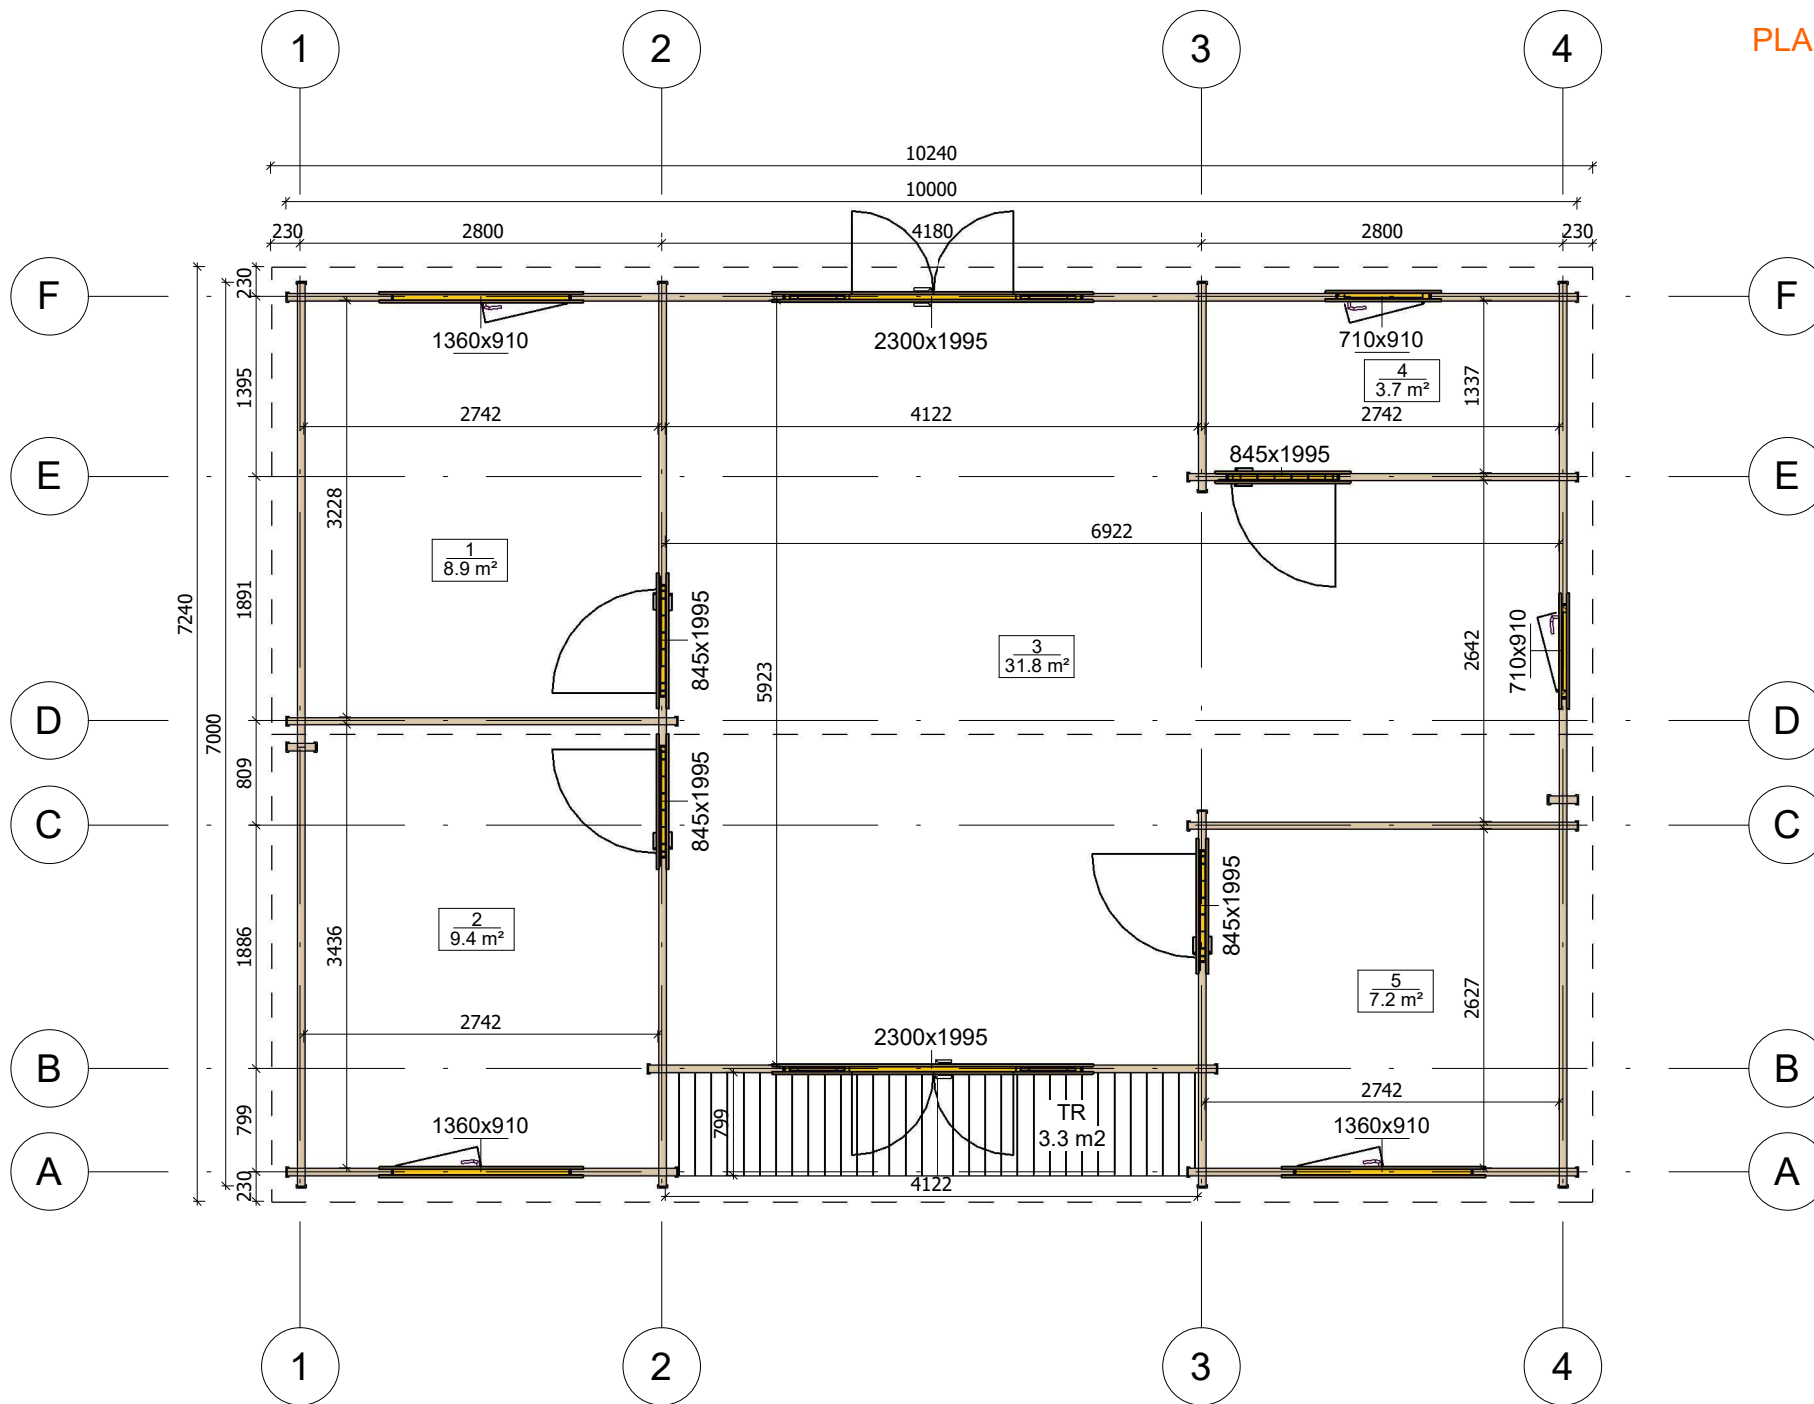 1 2 3 4
PLA
10240
10000
230 2800 4180 2800 230
F F
230
1360x910 2300x1995 710x910
4
3.7 m²
1395
1337
2742 4122 2742
E E
845x1995
3228
6922
1
8.9 m²
1891
7240
845x1995
3
31.8 m²
710x910
2642
5923
D D
7000
809
845x1995
C C
845x1995
2
9.4 m²
1886
3436
5
7.2 m²
2627
2742
2300x1995
B B
2742
799
799
TR
3.3 m2
1360x910 1360x910
A A
230
4122
1 2 3 4